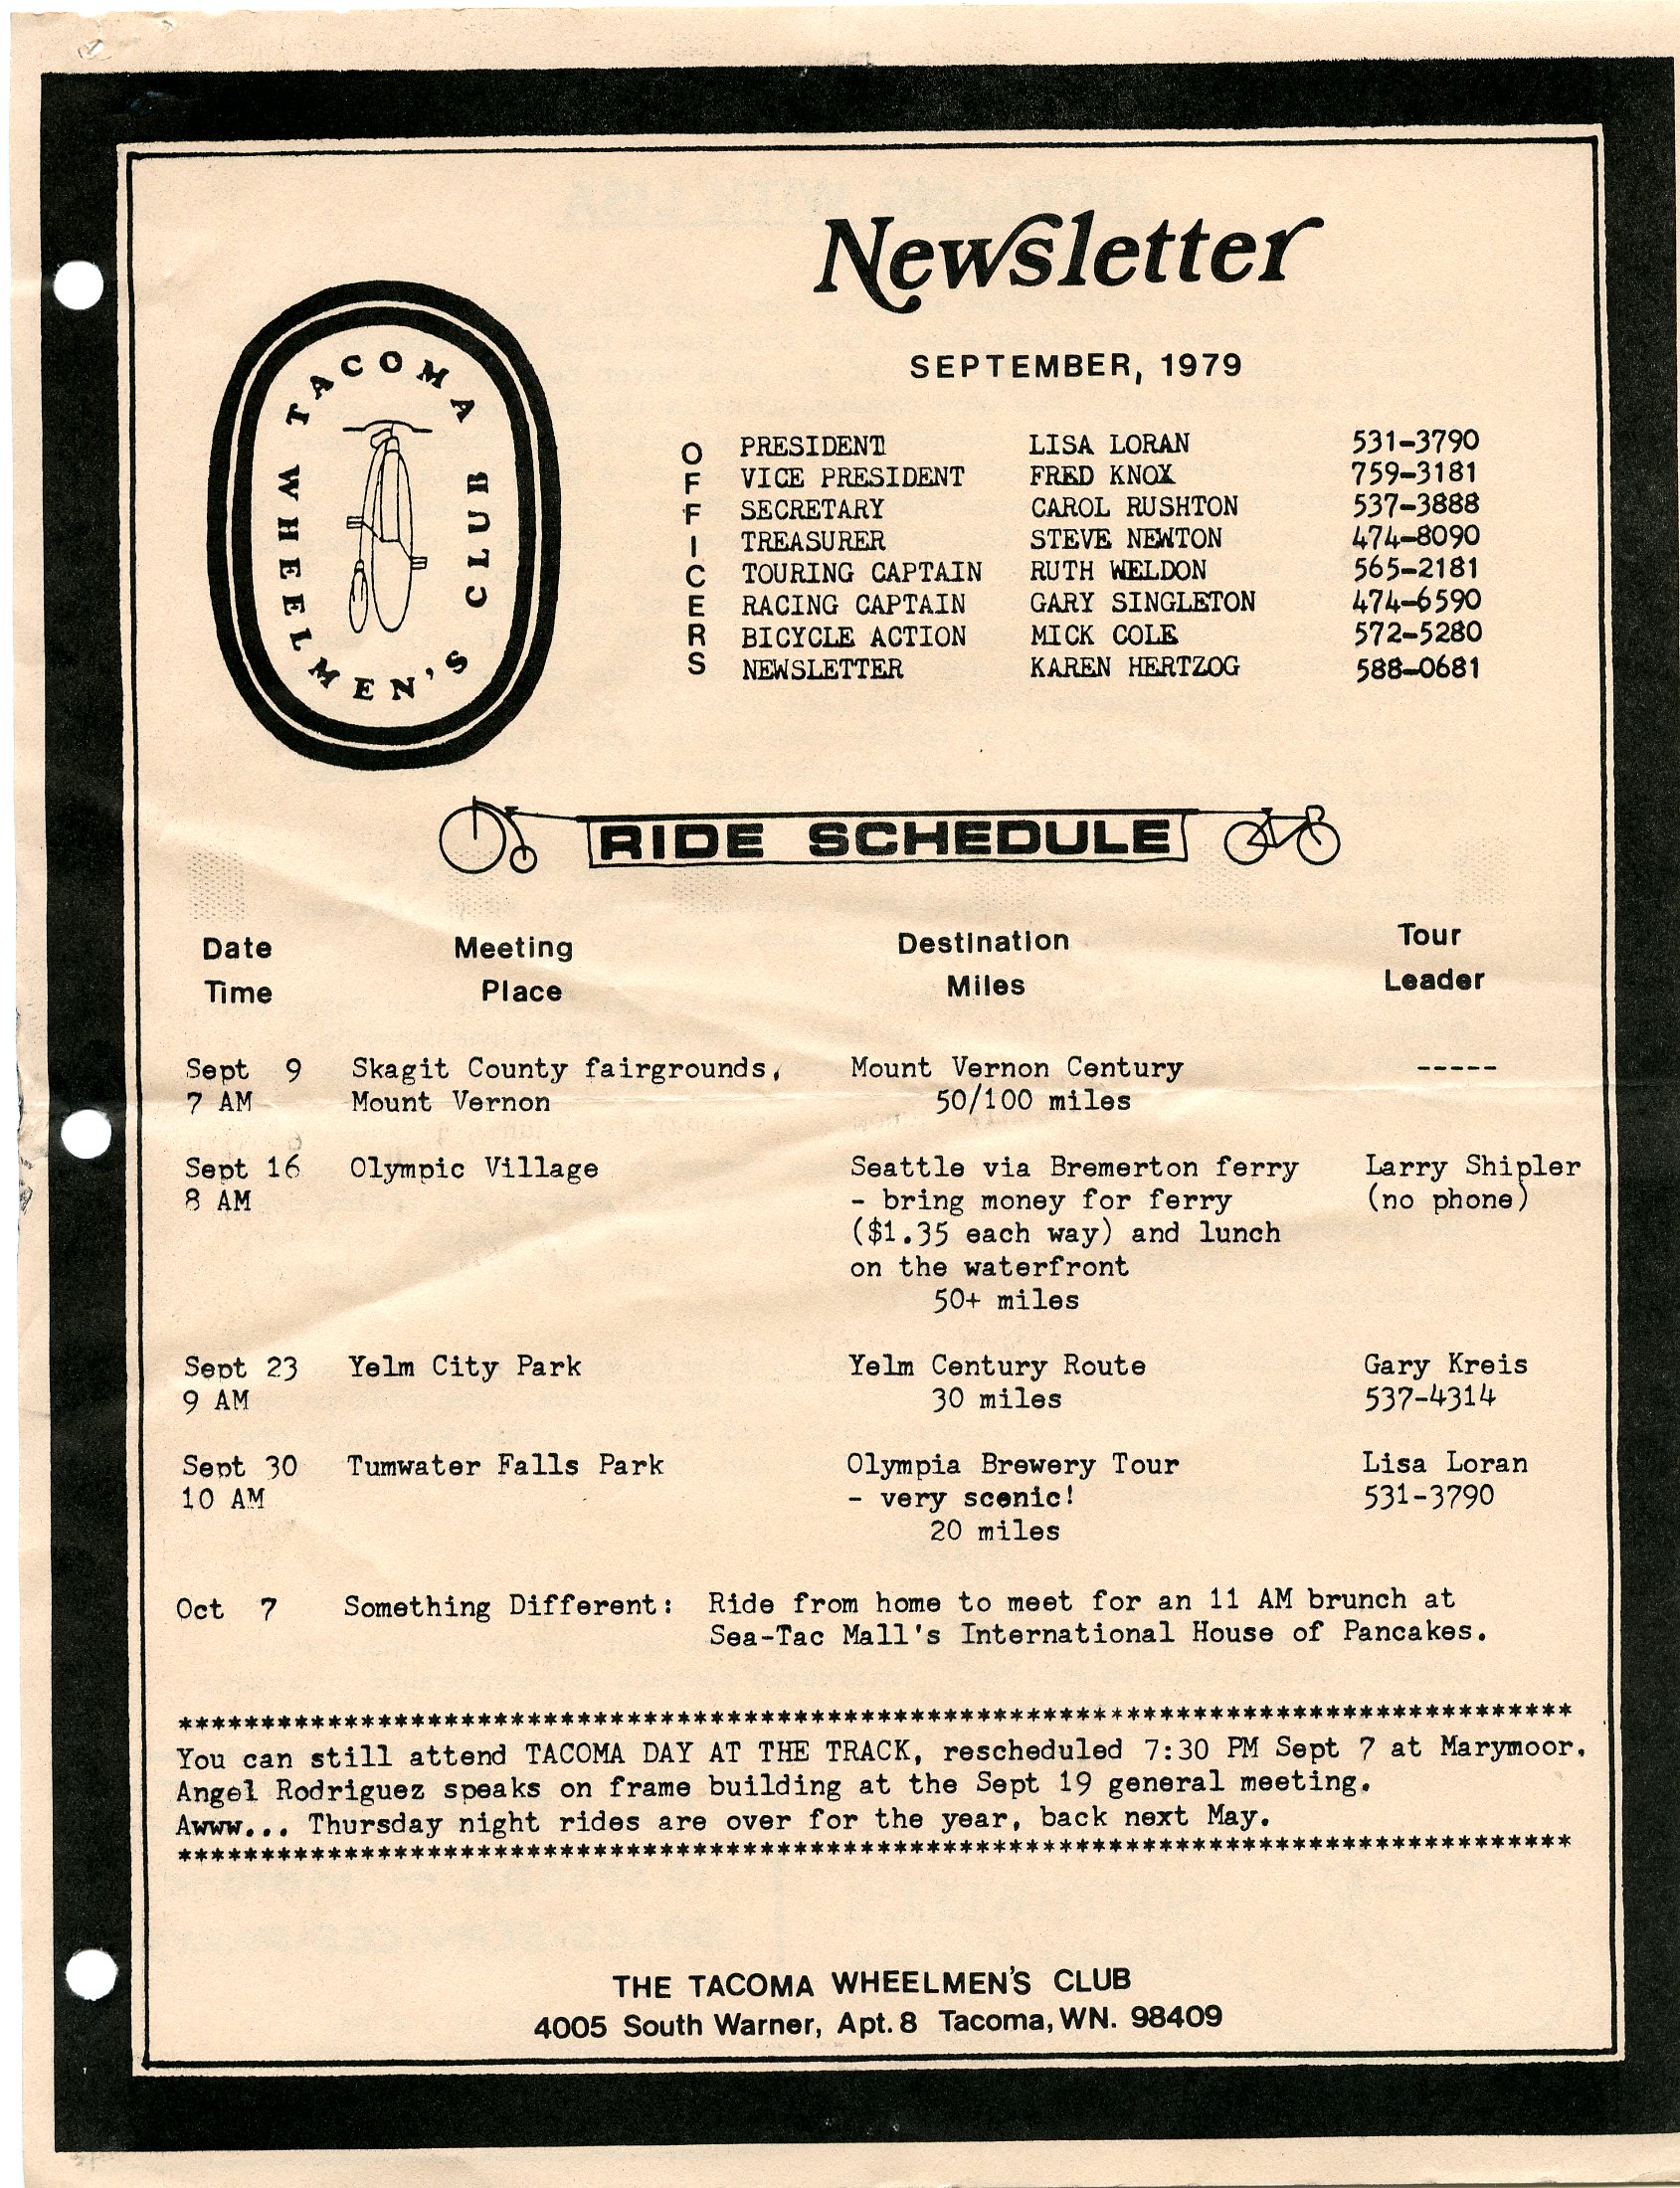 Newsletter
SEPTEMBER, 1979
TACOMA WHEELMEN'S CLUB
OFFICERS
PRESIDENT LISA LORAN 531-3790
VICE PRESIDENT FRED KNOX 759-3181
SECRETARY CAROL RUSHTON 537-3888
TREASURER STEVE NEWTON 474-8090
TOURING CAPTAIN RUTH WELDON 565-2181
RACING CAPTAIN GARY SINGLETON 474-6590
BICYCLE ACTION MICK COLE 572-5280
NEWSLETTER KAREN HERTZOG 588-0681
RIDE SCHEDULE
Date Meeting Destination Tour
Time Place Miles Leader
Sept 9 Skagit County fairgrounds, Mount Vernon Century -----
7 AM Mount Vernon 50/100 miles
Sept 16 Olympic Village Seattle via Bremerton ferry Larry Shipler
8 AM - bring money for ferry (no phone)
($1.35 each way) and lunch
on the waterfront
50+ miles
Sept 23 Yelm City Park Yelm Century Route Gary Kreis
9 AM 30 miles 537-4314
Sept 30 Tumwater Falls Park Olympia Brewery Tour Lisa Loran
10 AM - very scenic! 531-3790
20 miles
Oct 7 Something Different: Ride from home to meet for an 11 AM brunch at
Sea-Tac Mall's International House of Pancakes.
************************************************************************************
You can still attend TACOMA DAY AT THE TRACK, rescheduled 7:30 PM Sept 7 at Marymoor.
Angel Rodriguez speaks on frame building at the Sept 19 general meeting.
Awww... Thursday night rides are over for the year, back next May.
************************************************************************************
THE TACOMA WHEELMEN'S CLUB
4005 South Warner, Apt. 8 Tacoma, WN. 98409